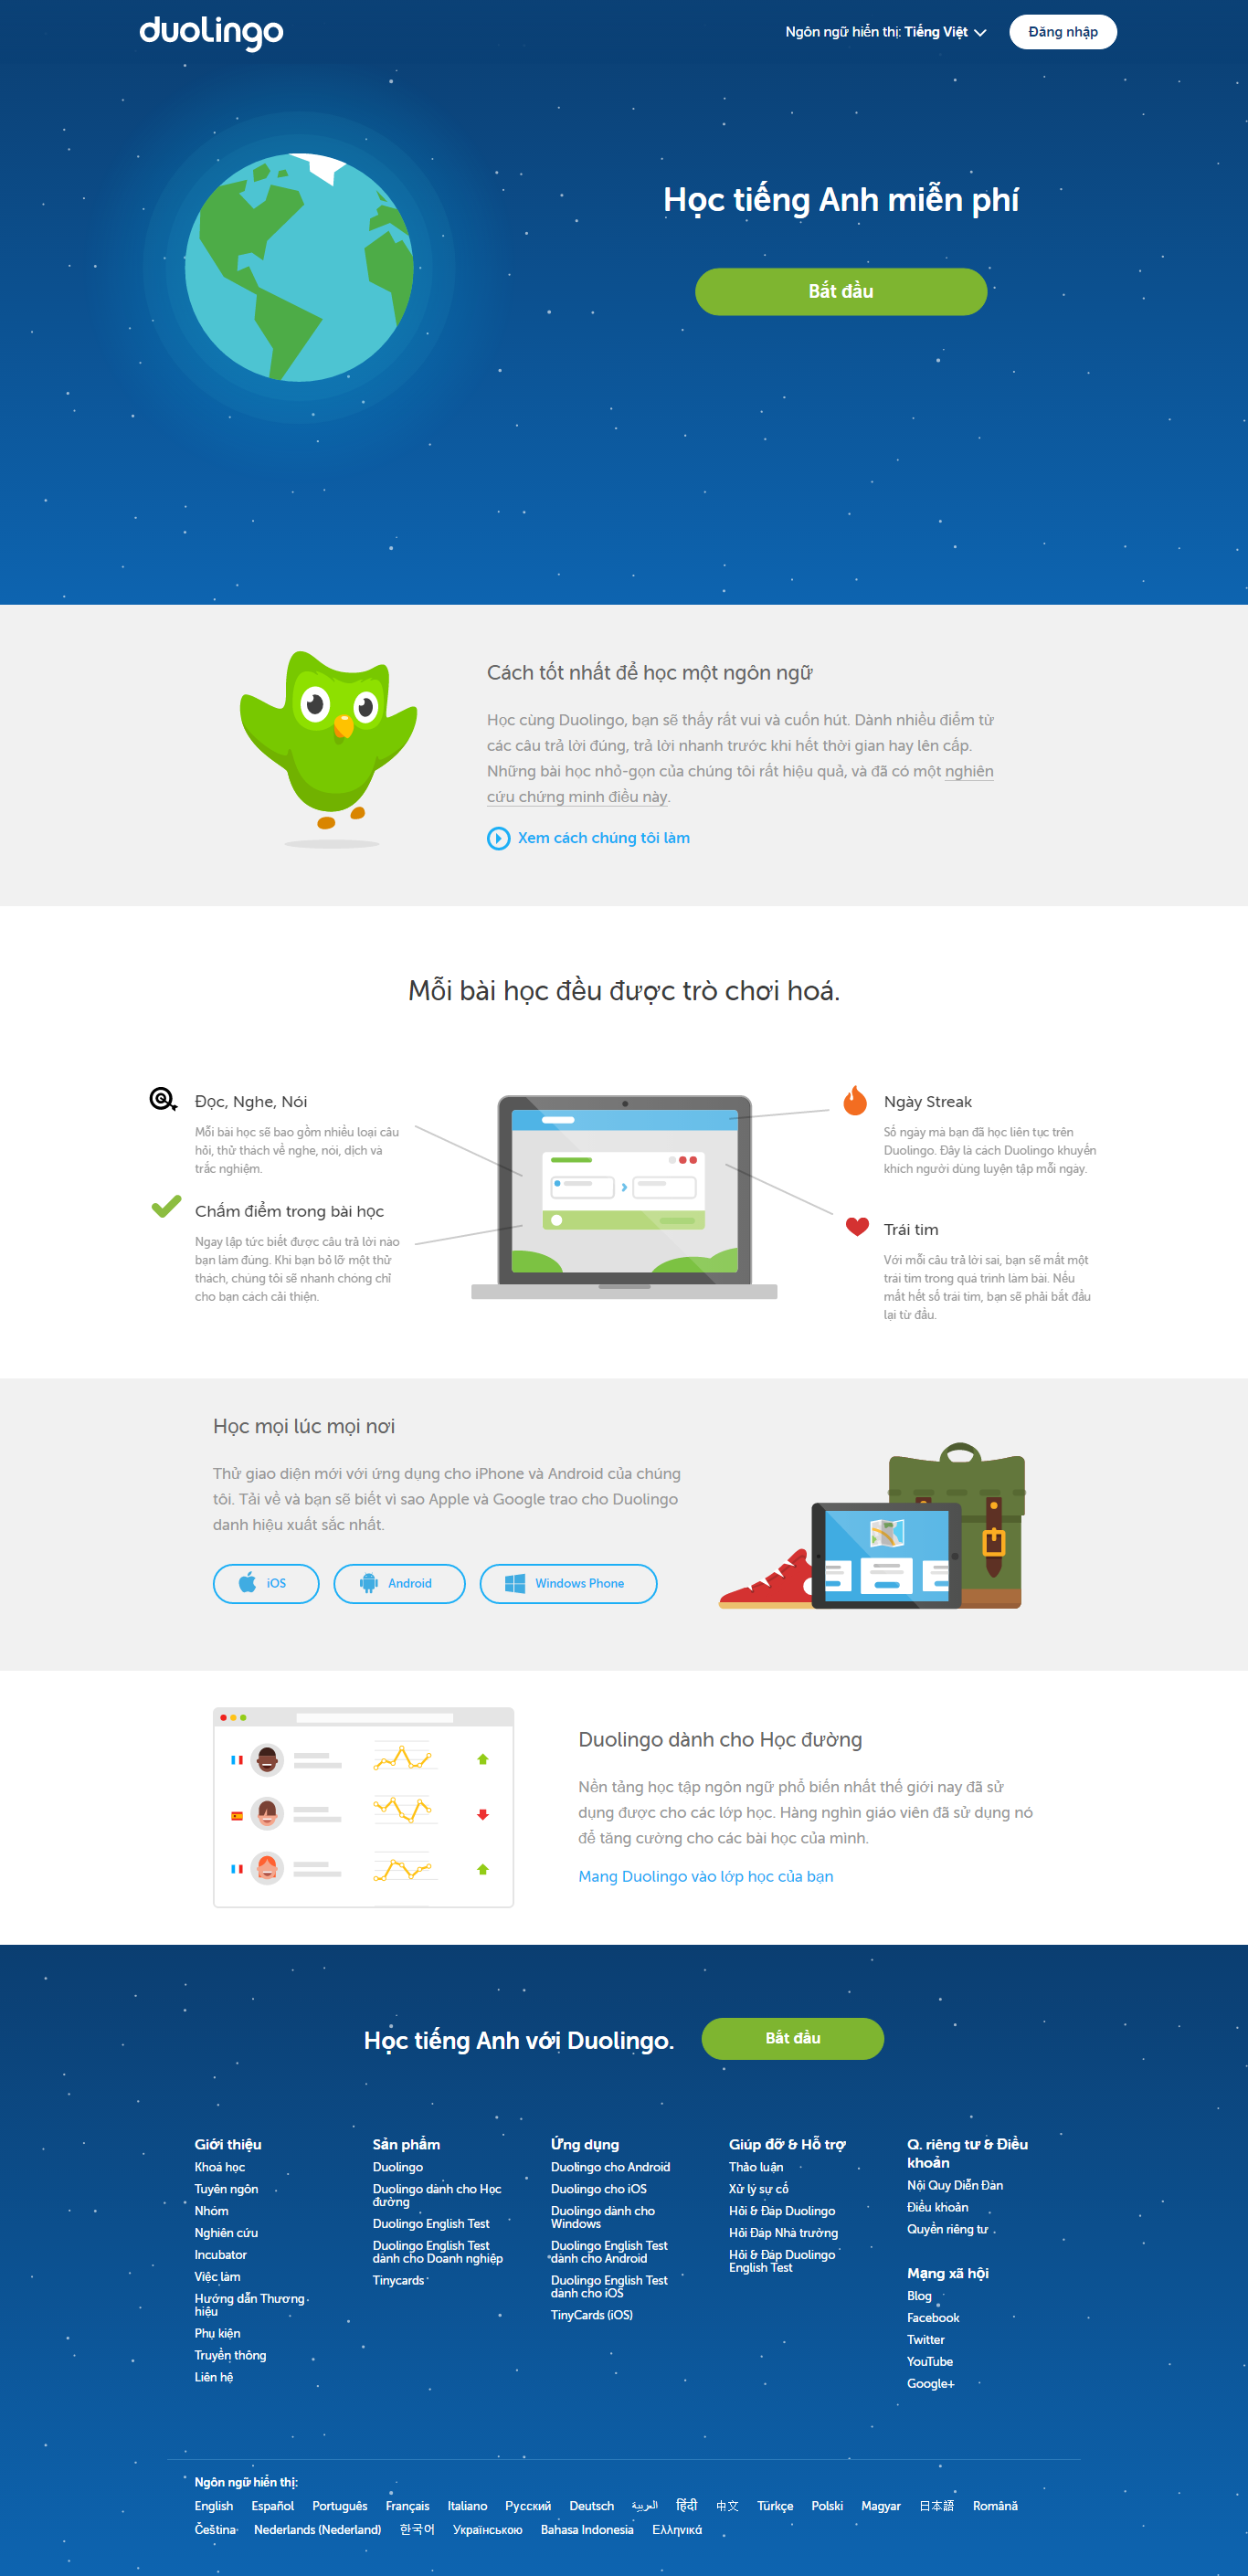 duolingo
Ngôn ngữ hiển thị: Tiếng Việt
Đăng nhập
Học tiếng Anh miễn phí
Bắt đầu
Cách tốt nhất để học một ngôn ngữ
Học cùng Duolingo, bạn sẽ thấy rất vui và cuốn hút. Dành nhiều điểm từ
các câu trả lời đúng, trả lời nhanh trước khi hết thời gian hay lên cấp.
Những bài học nhỏ-gọn của chúng tôi rất hiệu quả, và đã có một nghiên
cứu chứng minh điều này.
Xem cách chúng tôi làm
Mỗi bài học đều được trò chơi hoá.
Đọc, Nghe, Nói
Mỗi bài học sẽ bao gồm nhiều loại câu
hỏi, thử thách về nghe, nói, dịch và
trắc nghiệm.
Chấm điểm trong bài học
Ngay lập tức biết được câu trả lời nào
bạn làm đúng. Khi bạn bỏ lỡ một thử
thách, chúng tôi sẽ nhanh chóng chỉ
cho bạn cách cải thiện.
Ngày Streak
Số ngày mà bạn đã học liên tục trên
Duolingo. Đây là cách Duolingo khuyến
khích người dùng luyện tập mỗi ngày.
Trái tim
Với mỗi câu trả lời sai, bạn sẽ mất một
trái tim trong quá trình làm bài. Nếu
mất hết số trái tim, bạn sẽ phải bắt đầu
lại từ đầu.
Học mọi lúc mọi nơi
Thử giao diện mới với ứng dụng cho iPhone và Android của chúng
tôi. Tải về và bạn sẽ biết vì sao Apple và Google trao cho Duolingo
danh hiệu xuất sắc nhất.
iOS
Android
Windows Phone
Duolingo dành cho Học đường
Nền tảng học tập ngôn ngữ phổ biến nhất thế giới nay đã sử
dụng được cho các lớp học. Hàng nghìn giáo viên đã sử dụng nó
để tăng cường cho các bài học của mình.
Mang Duolingo vào lớp học của bạn
Học tiếng Anh với Duolingo.
Bắt đầu
Giới thiệu
Khoá học
Tuyên ngôn
Nhóm
Nghiên cứu
Incubator
Việc làm
Hướng dẫn Thương
hiệu
Phụ kiện
Truyền thông
Liên hệ
Sản phẩm
Duolingo
Duolingo dành cho Học
đường
Duolingo English Test
Duolingo English Test
dành cho Doanh nghiệp
Tinycards
Ứng dụng
Duolingo cho Android
Duolingo cho iOS
Duolingo dành cho
Windows
Duolingo English Test
dành cho Android
Duolingo English Test
dành cho iOS
TinyCards (iOS)
Giúp đỡ & Hỗ trợ
Thảo luận
Xử lý sự cố
Hỏi & Đáp Duolingo
Hỏi Đáp Nhà trường
Hỏi & Đáp Duolingo
English Test
Q. riêng tư & Điều
khoản
Nội Quy Diễn Đàn
Điều khoản
Quyền riêng tư
Mạng xã hội
Blog
Facebook
Twitter
YouTube
Google+
Ngôn ngữ hiển thị:
English Español Português Français Italiano Русский Deutsch العربية हिंदी 中文 Türkçe Polski Magyar 日本語 Română
Čeština Nederlands (Nederland) 한국어 Українською Bahasa Indonesia Ελληνικά